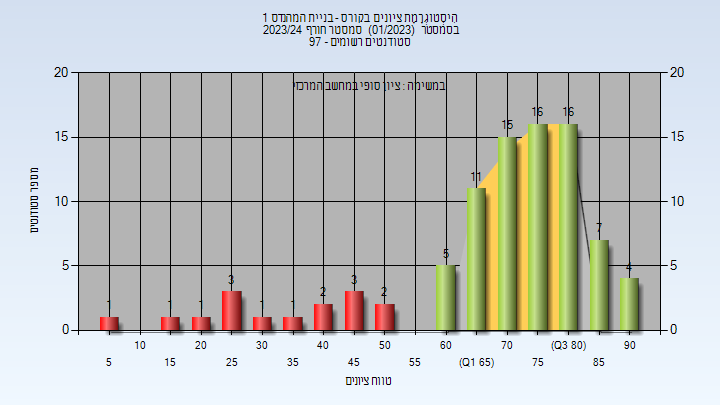 היסטוגרמת ציונים בקורס - בניית המהנדס 1
בסמסטר (01/2023) סמסטר חורף 2023/24
סטודנטים רשומים - 97
במשימה : ציון סופי במחשב המרכזי
20 20
15 15
10 10
5 5
0 0
מספר סטודנטים
1 1 1 3 1 1 2 3 2 5 11 15 16 16 7 4
10 20 30 40 50 60 70 (Q3 80) 90
5 15 25 35 45 55 (Q1 65) 75 85
טווח ציונים